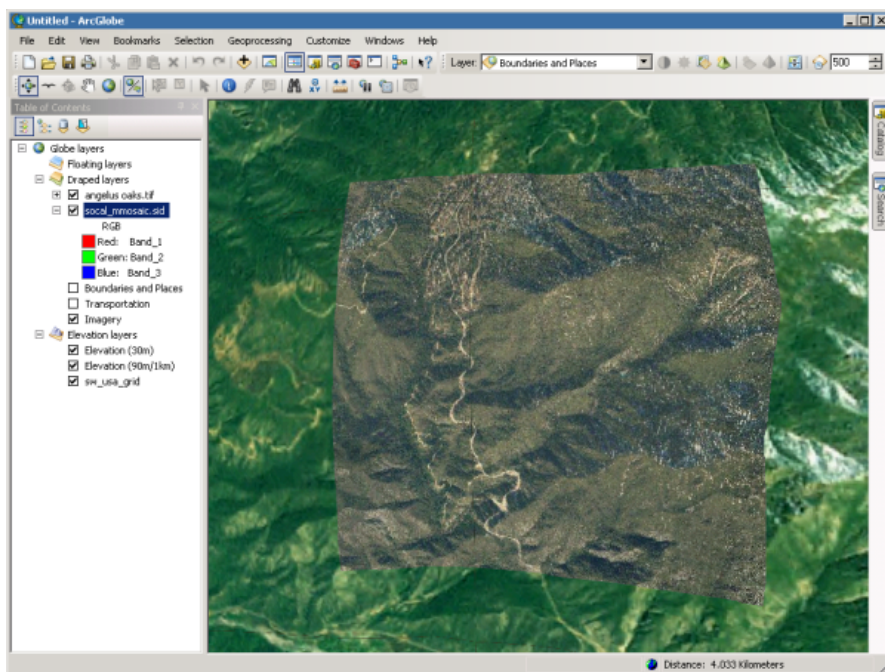 Untitled - ArcGlobe
File Edit View Bookmarks Selection Geoprocessing Customize Windows Help
Layer: Boundaries and Places 500
Table of Contents
Globe layers
Floating layers
Draped layers
angelus oaks.tif
socal_mmosaic.sid
RGB
Red: Band_1
Green: Band_2
Blue: Band_3
Boundaries and Places
Transportation
Imagery
Elevation layers
Elevation (30m)
Elevation (90m/1km)
sw_usa_grid
Catalog
Search
Distance: 4.033 Kilometers